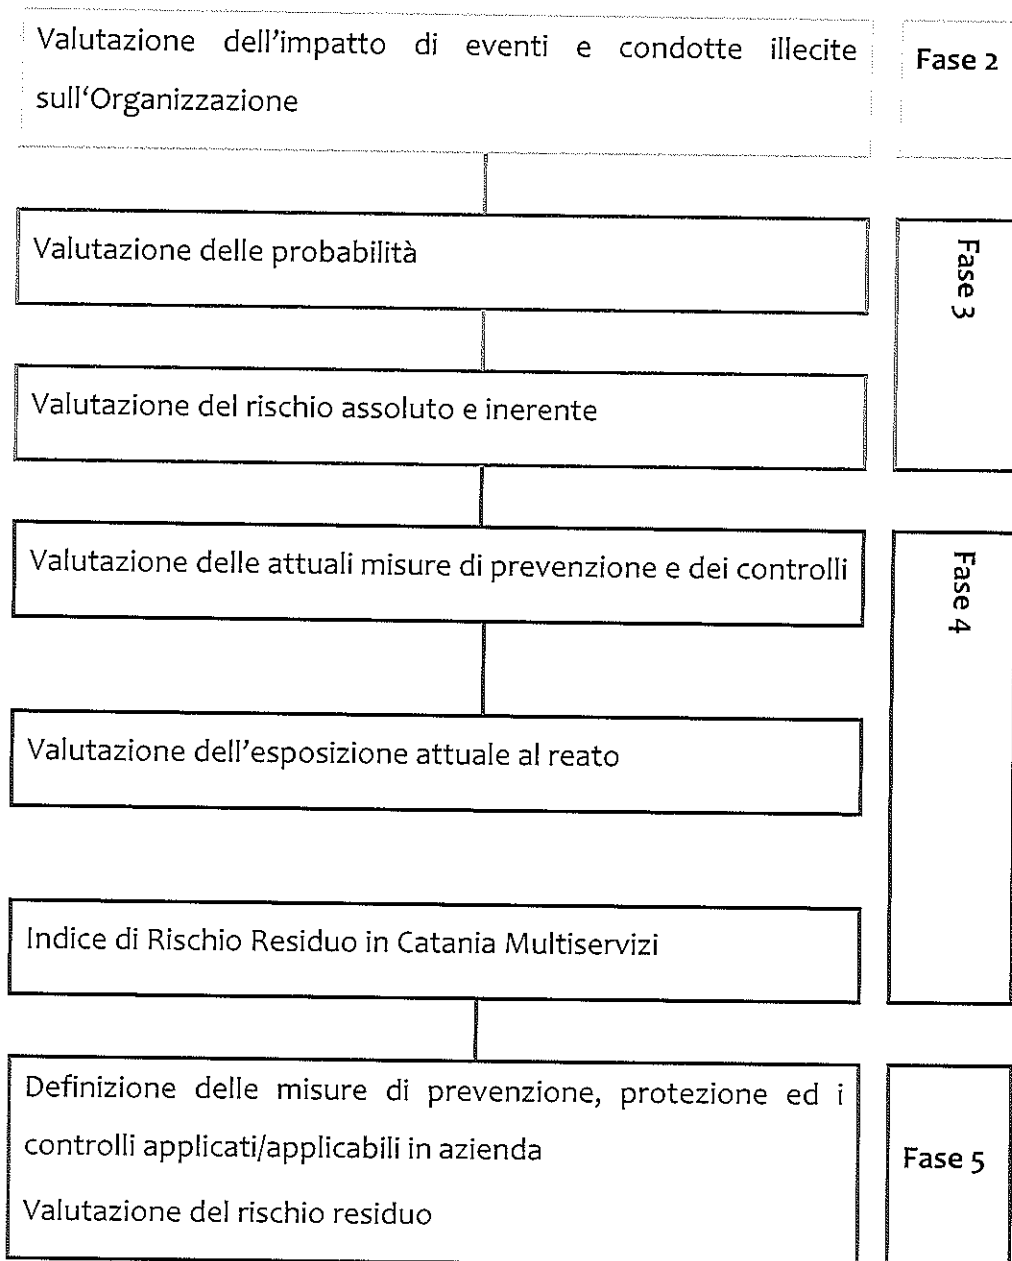 Valutazione dell'impatto di eventi e condotte illecite
sull'Organizzazione
Fase 2
Valutazione delle probabilità
Fase 3
Valutazione del rischio assoluto e inerente
Valutazione delle attuali misure di prevenzione e dei controlli
Fase 4
Valutazione dell'esposizione attuale al reato
Indice di Rischio Residuo in Catania Multiservizi
Definizione delle misure di prevenzione, protezione ed i
controlli applicati/applicabili in azienda
Valutazione del rischio residuo
Fase 5